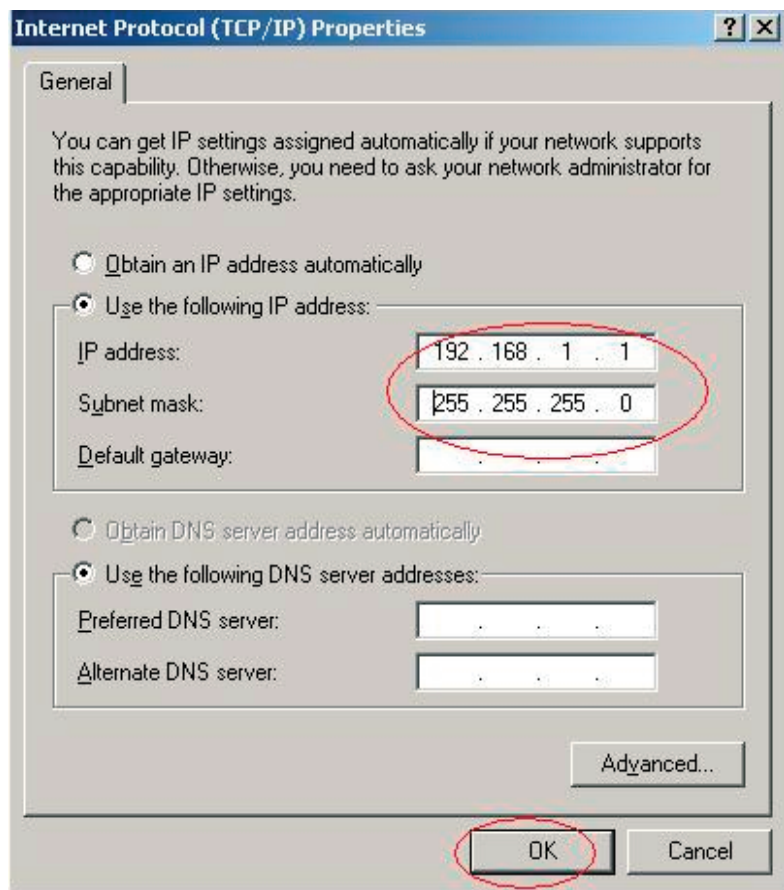 Internet Protocol (TCP/IP) Properties
General
You can get IP settings assigned automatically if your network supports
this capability. Otherwise, you need to ask your network administrator for
the appropriate IP settings.
Obtain an IP address automatically
Use the following IP address:
IP address: 192 . 168 . 1 . 1
Subnet mask: 255 . 255 . 255 . 0
Default gateway: . . .
Obtain DNS server address automatically
Use the following DNS server addresses:
Preferred DNS server: . . .
Alternate DNS server: . . .
Advanced...
OK Cancel